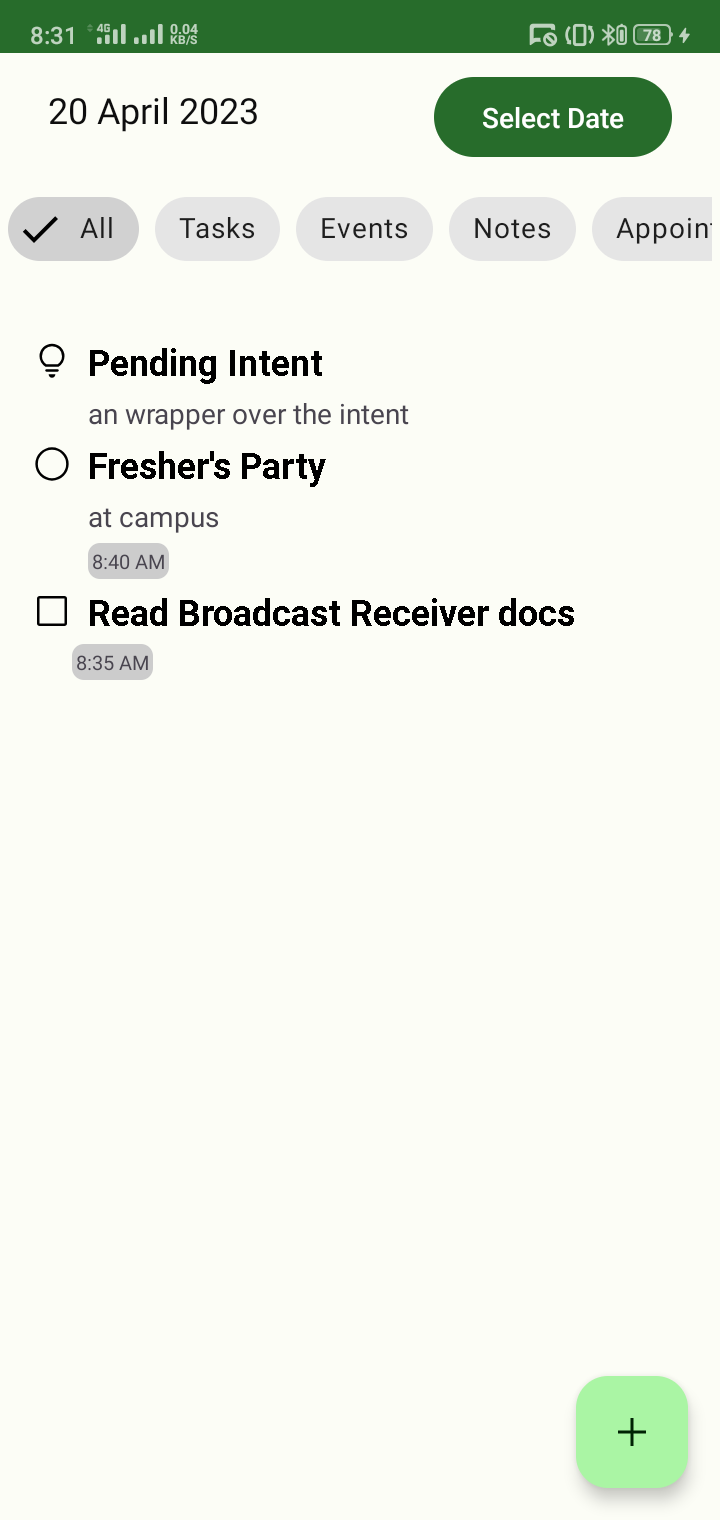 8:31 4G 0.04 KB/S 78
20 April 2023 Select Date
All Tasks Events Notes Appoin
Pending Intent
an wrapper over the intent
Fresher's Party
at campus
8:40 AM
Read Broadcast Receiver docs
8:35 AM